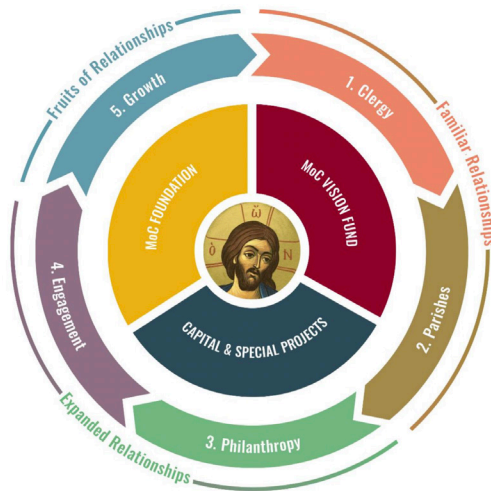 Fruits of Relationships
Familiar Relationships
Expanded Relationships
1. Clergy
2. Parishes
3. Philanthropy
4. Engagement
5. Growth
MoC FOUNDATION
MoC VISION FUND
CAPITAL & SPECIAL PROJECTS
ὁ
ὤ
Ν